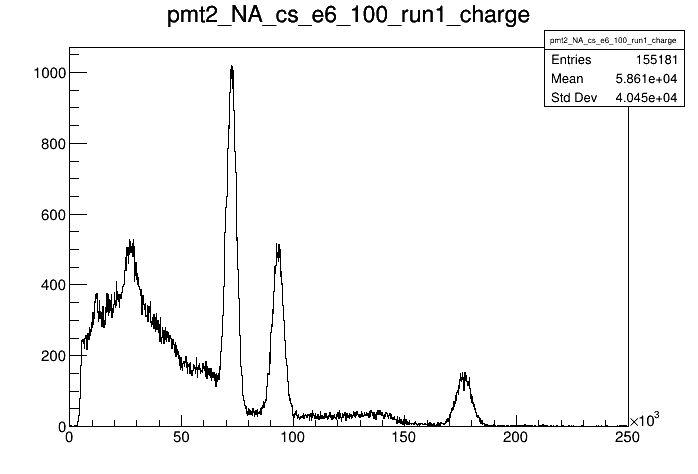 pmt2_NA_cs_e6_100_run1_charge
pmt2_NA_cs_e6_100_run1_charge
Entries 155181
Mean 5.861e+04
Std Dev 4.045e+04
1000
800
600
400
200
0
0 50 100 150 200 250
×10³